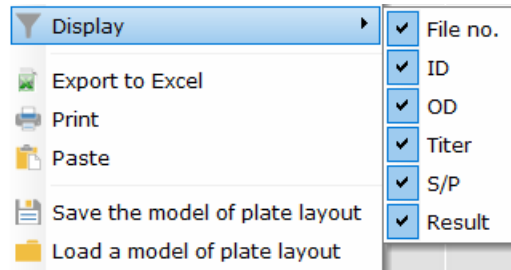 Display
Export to Excel
Print
Paste
Save the model of plate layout
Load a model of plate layout
File no.
ID
OD
Titer
S/P
Result